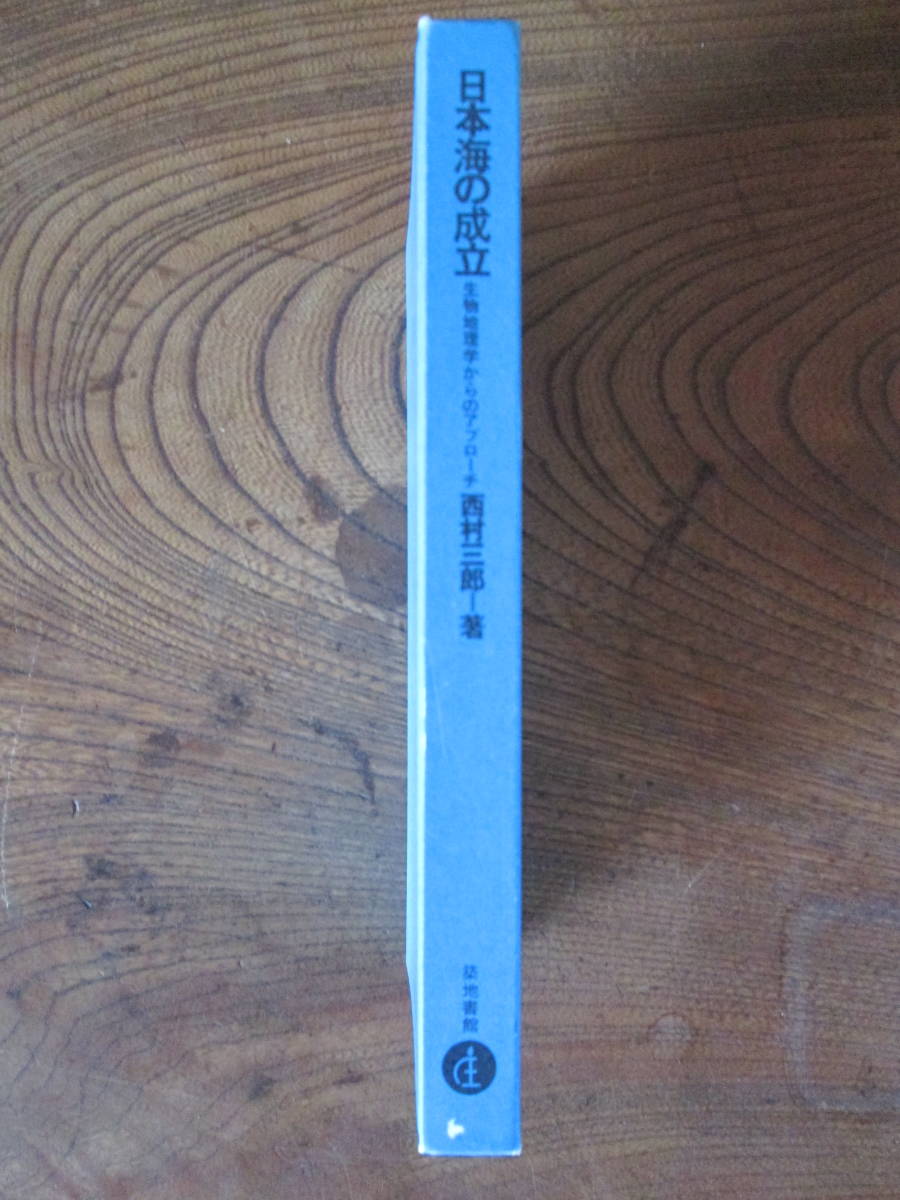 日本海の成立
生物地理学からのアプローチ
西村三郎—著
築地書館